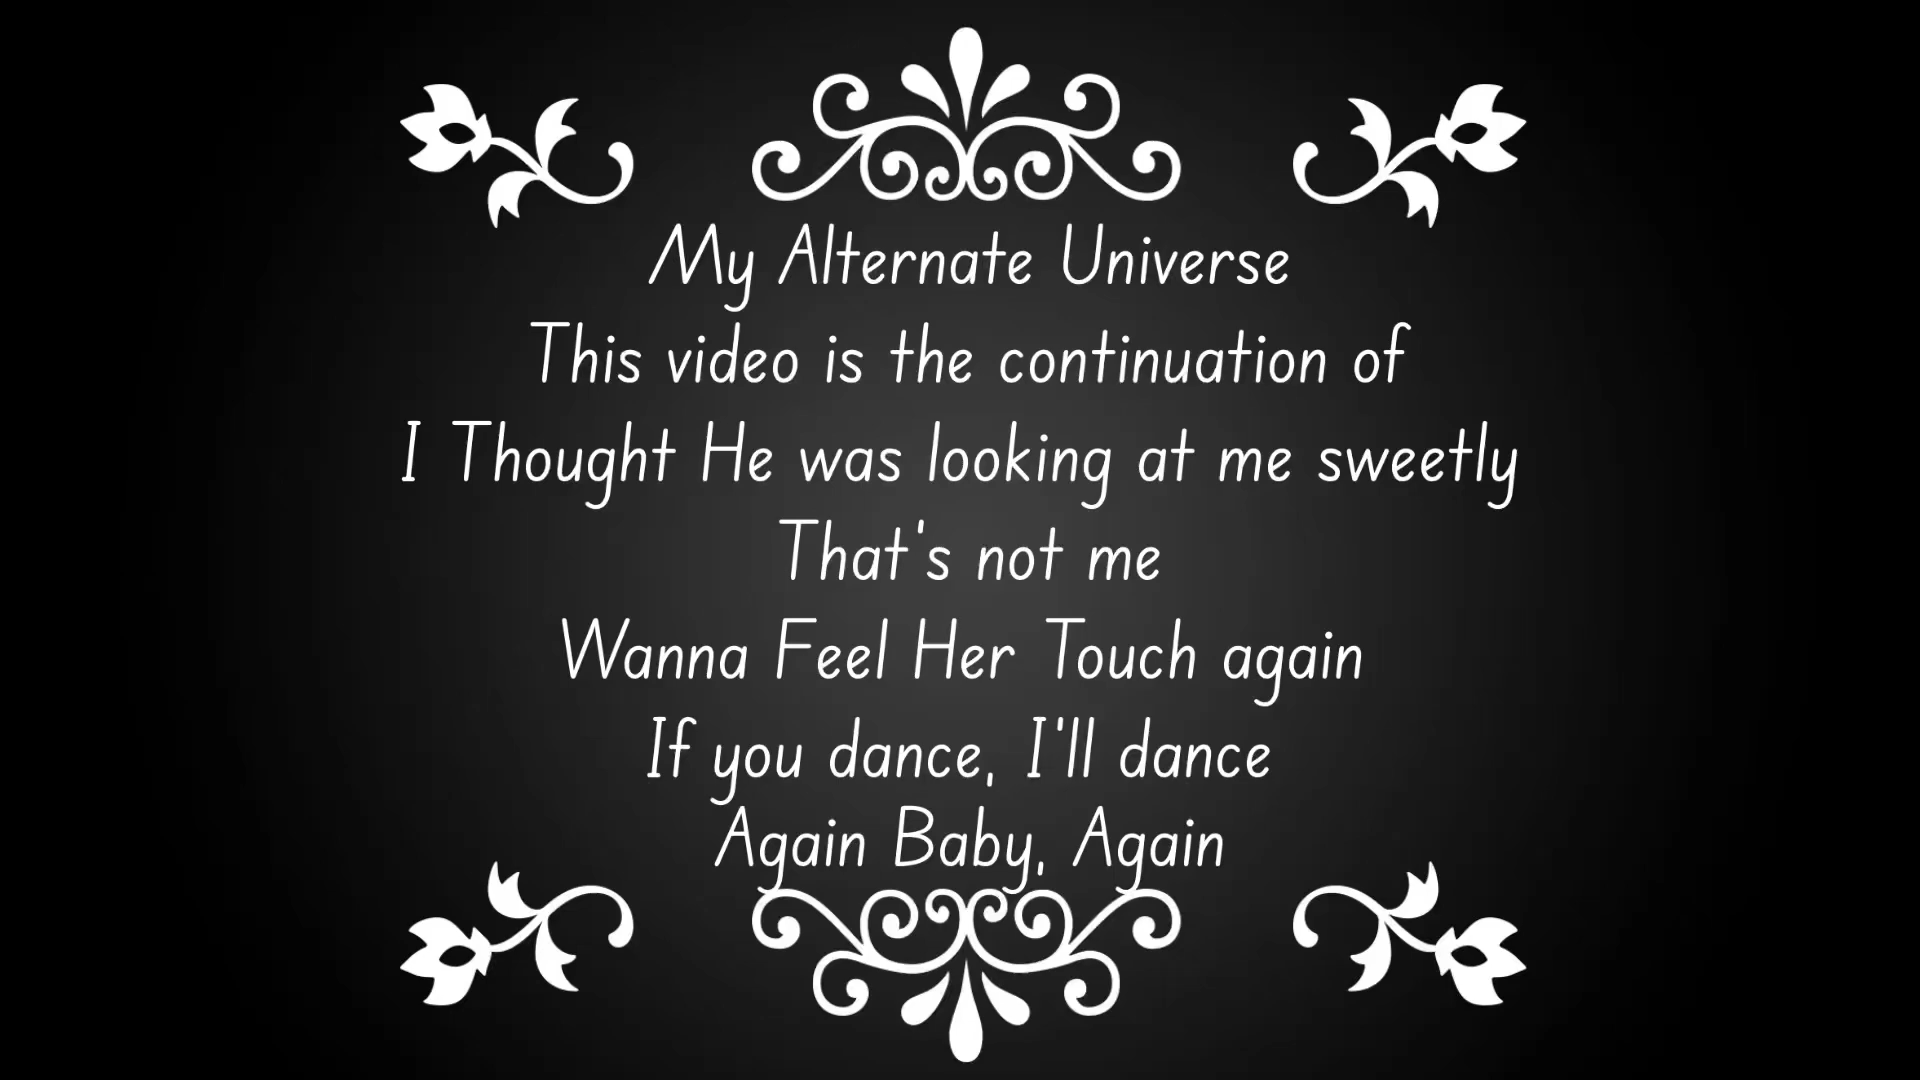 My Alternate Universe
This video is the continuation of
I Thought He was looking at me sweetly
That's not me
Wanna Feel Her Touch again
If you dance, I'll dance
Again Baby, Again